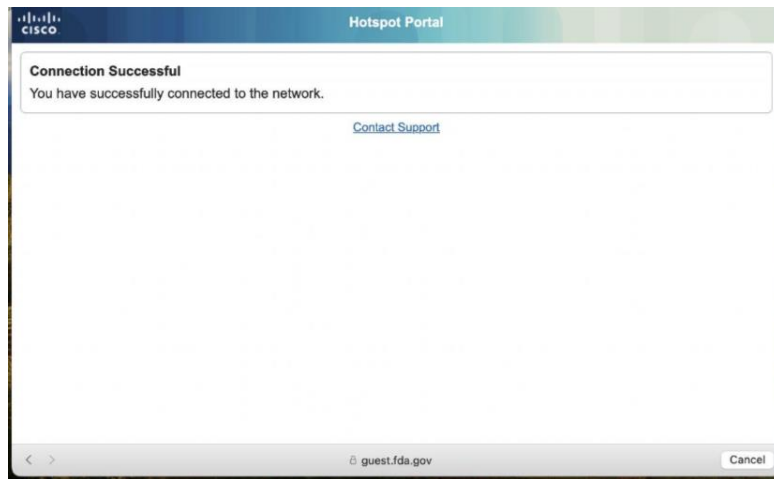 CISCO
Hotspot Portal
Connection Successful
You have successfully connected to the network.
Contact Support
guest.fda.gov
Cancel